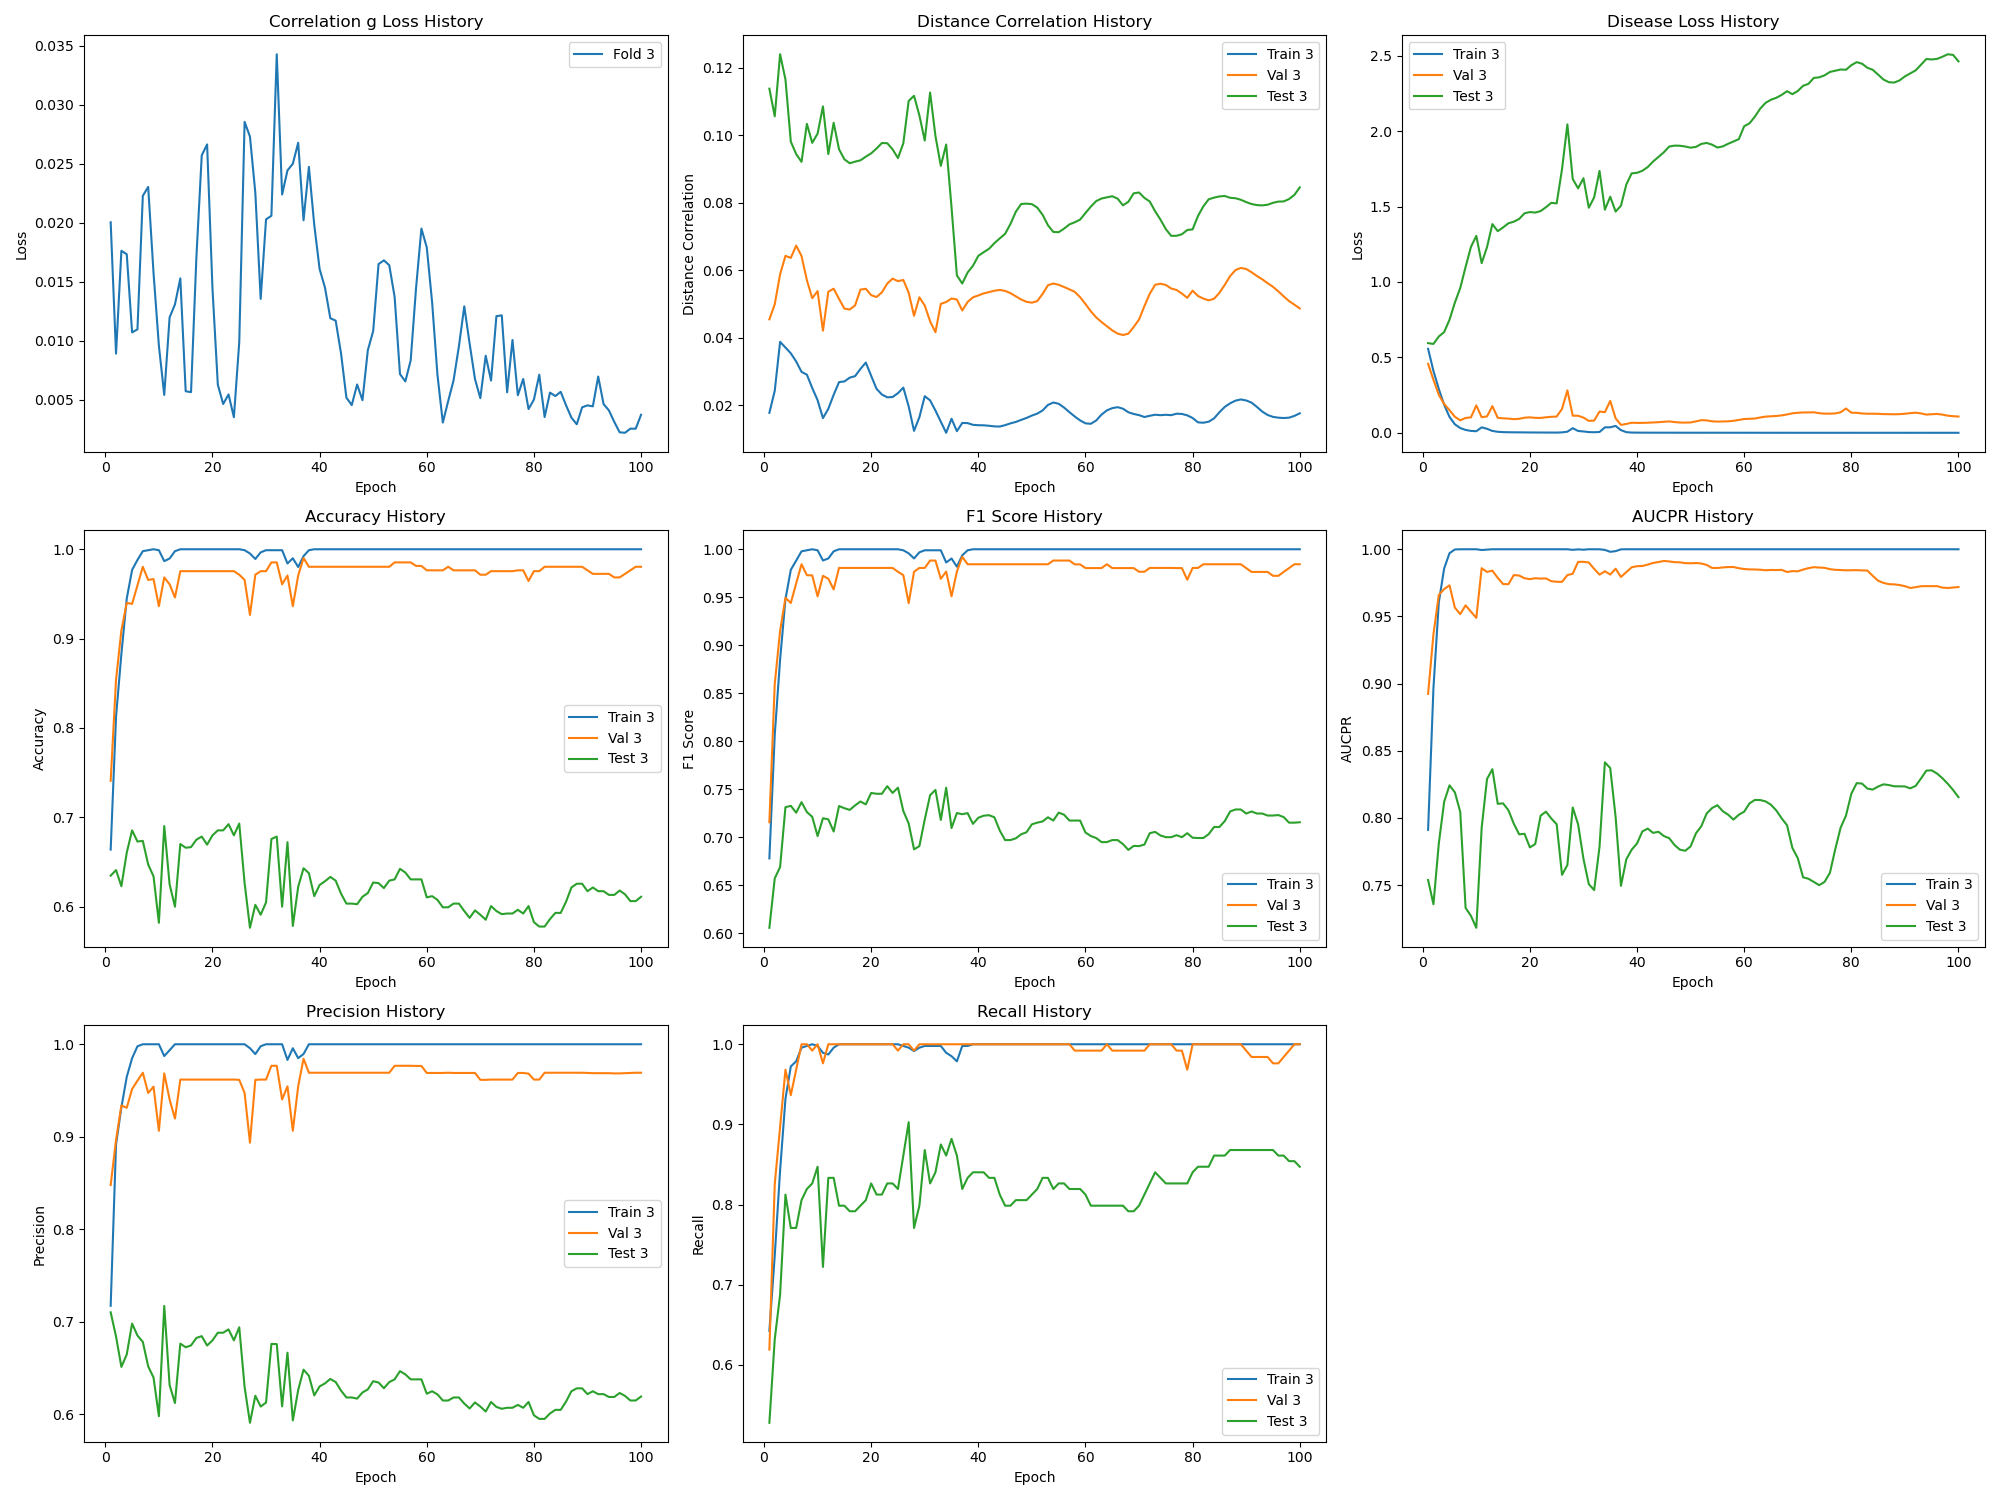 Correlation g Loss History
Distance Correlation History
Disease Loss History
Loss
0.035
0.030
0.025
0.020
0.015
0.010
0.005
Fold 3
0 20 40 60 80 100
Epoch
Distance Correlation
0.12
0.10
0.08
0.06
0.04
0.02
Train 3
Val 3
Test 3
0 20 40 60 80 100
Epoch
Loss
2.5
2.0
1.5
1.0
0.5
0.0
Train 3
Val 3
Test 3
0 20 40 60 80 100
Epoch
Accuracy History
F1 Score History
AUCPR History
Accuracy
1.0
0.9
0.8
0.7
0.6
Train 3
Val 3
Test 3
0 20 40 60 80 100
Epoch
F1 Score
1.00
0.95
0.90
0.85
0.80
0.75
0.70
0.65
0.60
Train 3
Val 3
Test 3
0 20 40 60 80 100
Epoch
AUCPR
1.00
0.95
0.90
0.85
0.80
0.75
Train 3
Val 3
Test 3
0 20 40 60 80 100
Epoch
Precision History
Recall History
Precision
1.0
0.9
0.8
0.7
0.6
Train 3
Val 3
Test 3
0 20 40 60 80 100
Epoch
Recall
1.0
0.9
0.8
0.7
0.6
Train 3
Val 3
Test 3
0 20 40 60 80 100
Epoch